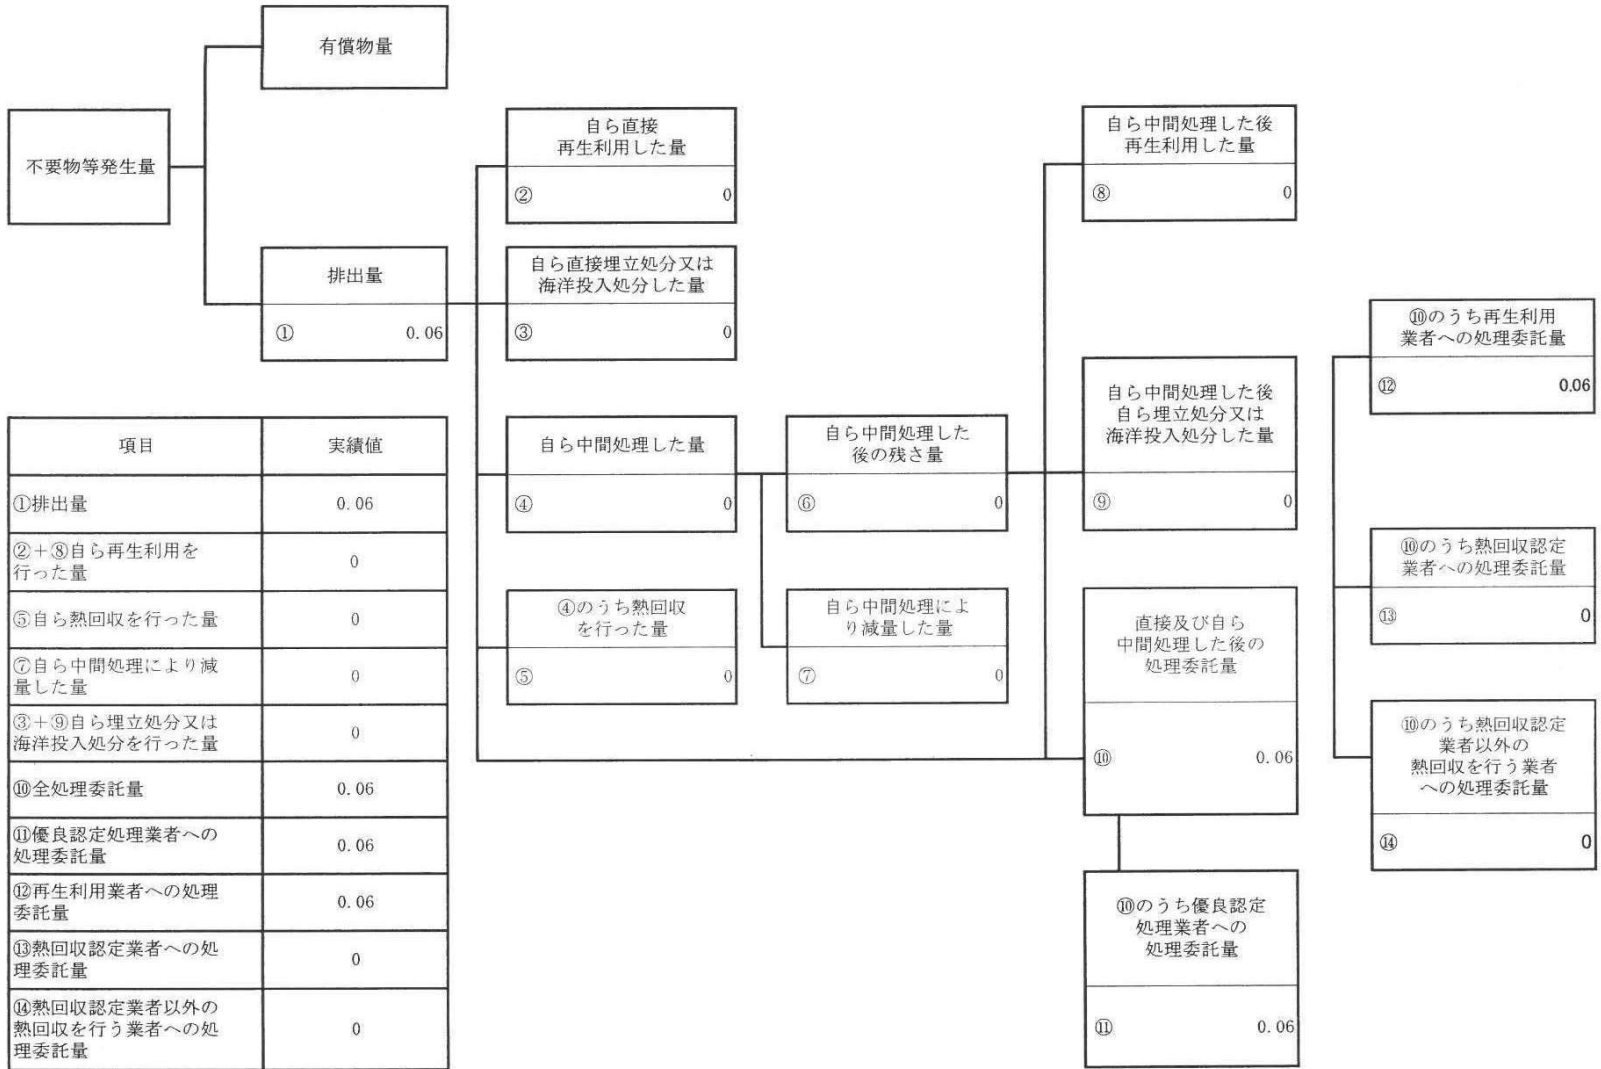 有償物量
不要物等発生量
排出量
① 0.06
自ら直接
再生利用した量
② 0
自ら直接埋立処分又は
海洋投入処分した量
③ 0
自ら中間処理した量
④ 0
④のうち熱回収
を行った量
⑤ 0
自ら中間処理した
後の残さ量
⑥ 0
自ら中間処理によ
り減量した量
⑦ 0
自ら中間処理した後
再生利用した量
⑧ 0
自ら中間処理した後
自ら埋立処分又は
海洋投入処分した量
⑨ 0
直接及び自ら
中間処理した後の
処理委託量
⑩ 0.06
⑩のうち優良認定
処理業者への
処理委託量
⑪ 0.06
⑩のうち再生利用
業者への処理委託量
⑫ 0.06
⑩のうち熱回収認定
業者への処理委託量
⑬ 0
⑩のうち熱回収認定
業者以外の
熱回収を行う業者
への処理委託量
⑭ 0
項目 実績値
①排出量 0.06
②+⑧自ら再生利用を
行った量 0
⑤自ら熱回収を行った量 0
⑦自ら中間処理により減
量した量 0
③+⑨自ら埋立処分又は
海洋投入処分を行った量 0
⑩全処理委託量 0.06
⑪優良認定処理業者への
処理委託量 0.06
⑫再生利用業者への処理
委託量 0.06
⑬熱回収認定業者への処
理委託量 0
⑭熱回収認定業者以外の
熱回収を行う業者への処
理委託量 0